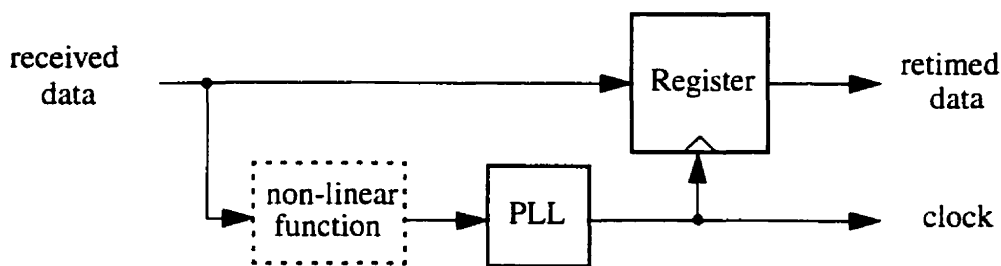 received
data
Register
retimed
data
non-linear
function
PLL
clock